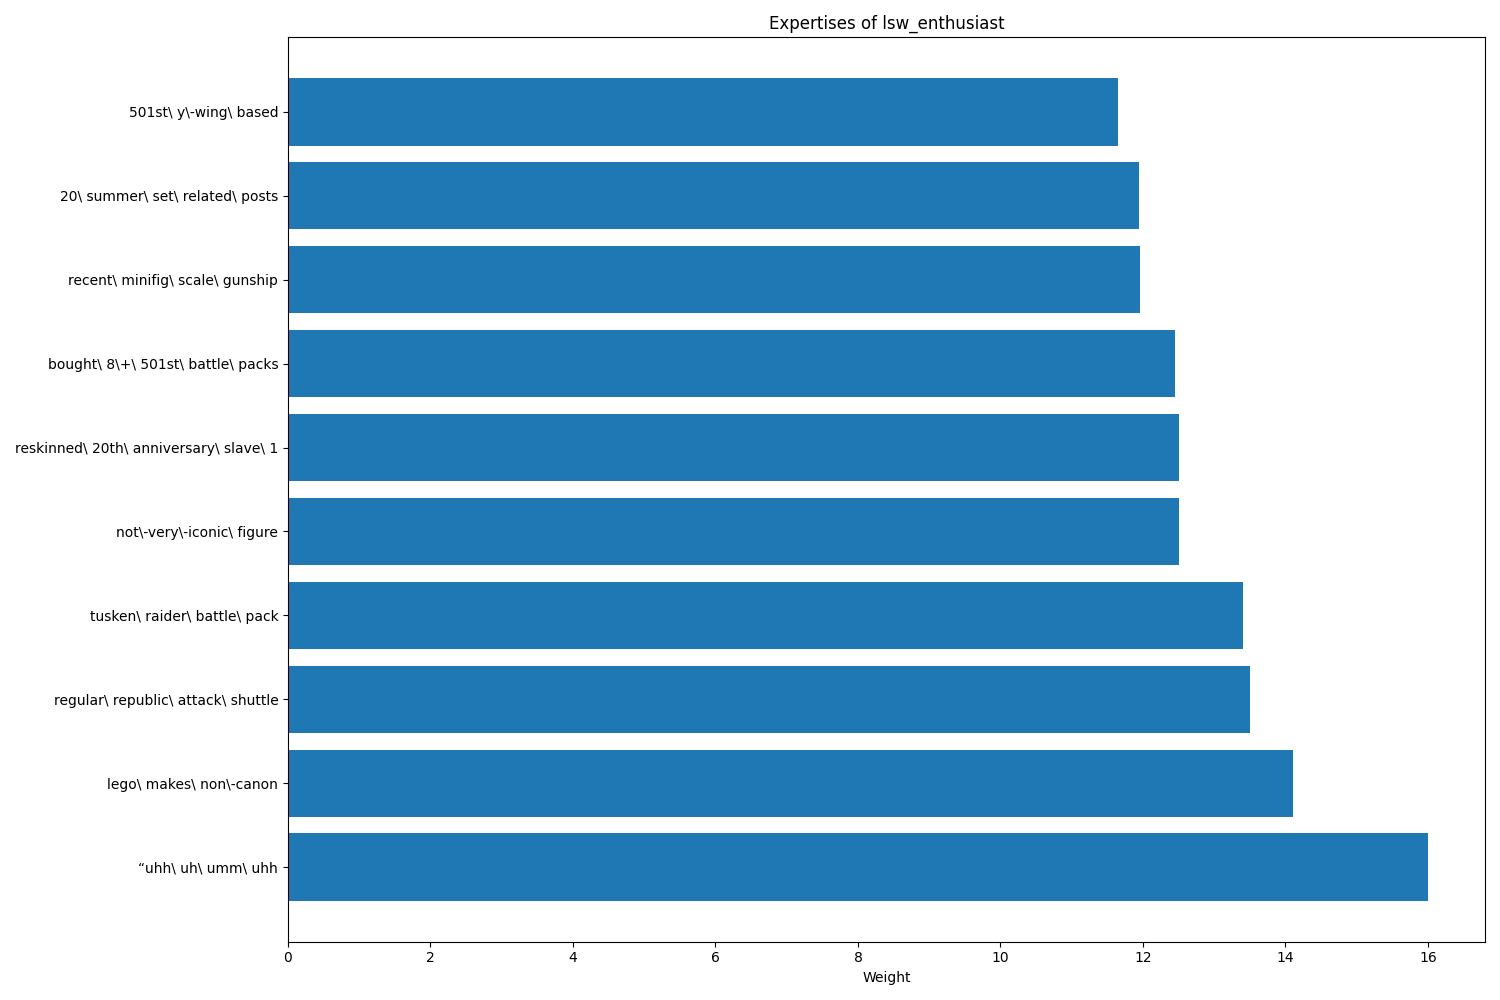 Expertises of lsw_enthusiast
501st\ y\-wing\ based
20\ summer\ set\ related\ posts
recent\ minifig\ scale\ gunship
bought\ 8\+\ 501st\ battle\ packs
reskinned\ 20th\ anniversary\ slave\ 1
not\-very\-iconic\ figure
tusken\ raider\ battle\ pack
regular\ republic\ attack\ shuttle
lego\ makes\ non\-canon
“uhh\ uh\ umm\ uhh
0 2 4 6 8 10 12 14 16
Weight